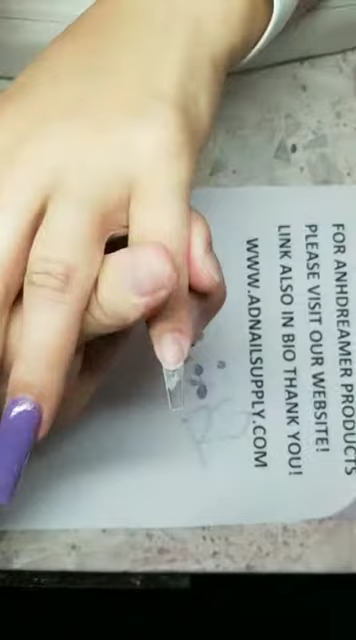 FOR ANHDREAMER PRODUCTS
PLEASE VISIT OUR WEBSITE!
LINK ALSO IN BIO THANK YOU!
WWW.ADNAILSUPPLY.COM